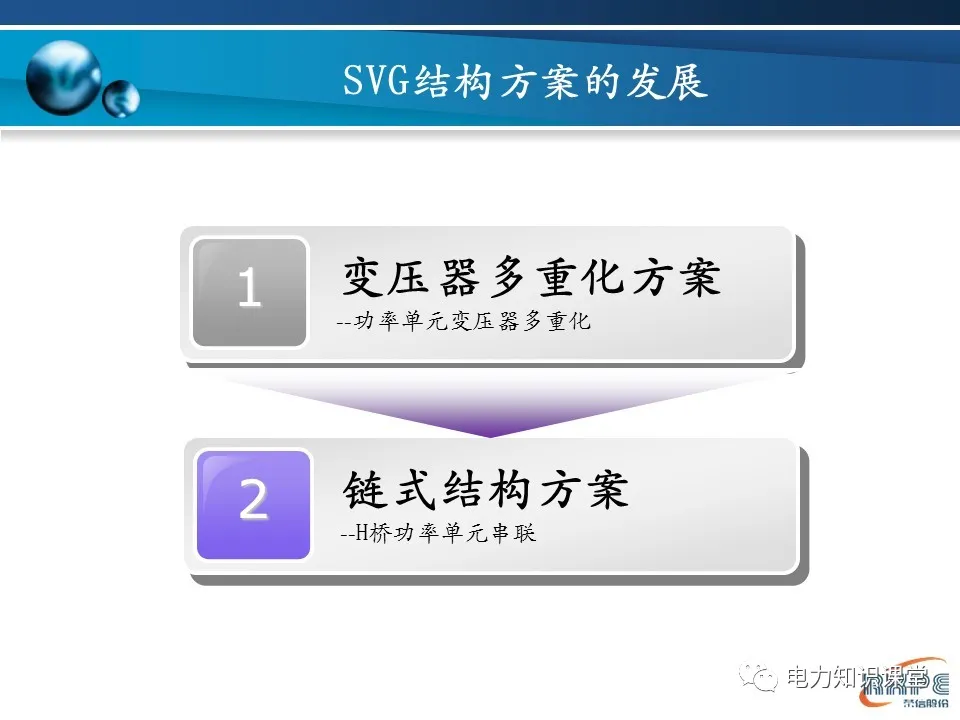 SVG结构方案的发展
1
变压器多重化方案
--功率单元变压器多重化
2
链式结构方案
--H桥功率单元串联
电力知识课堂
荣信股份